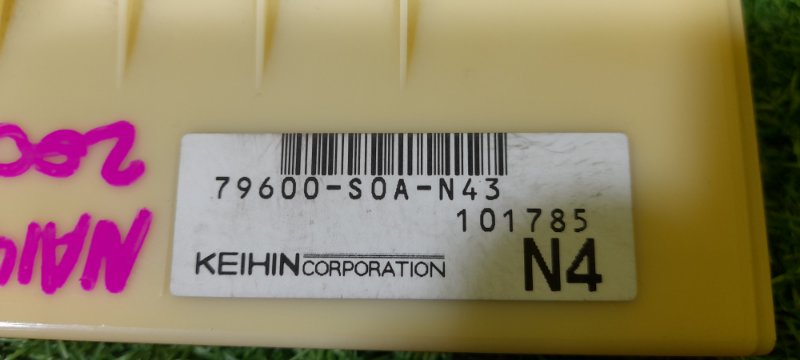 79600-S0A-N43
101785
KEIHIN CORPORATION
N4